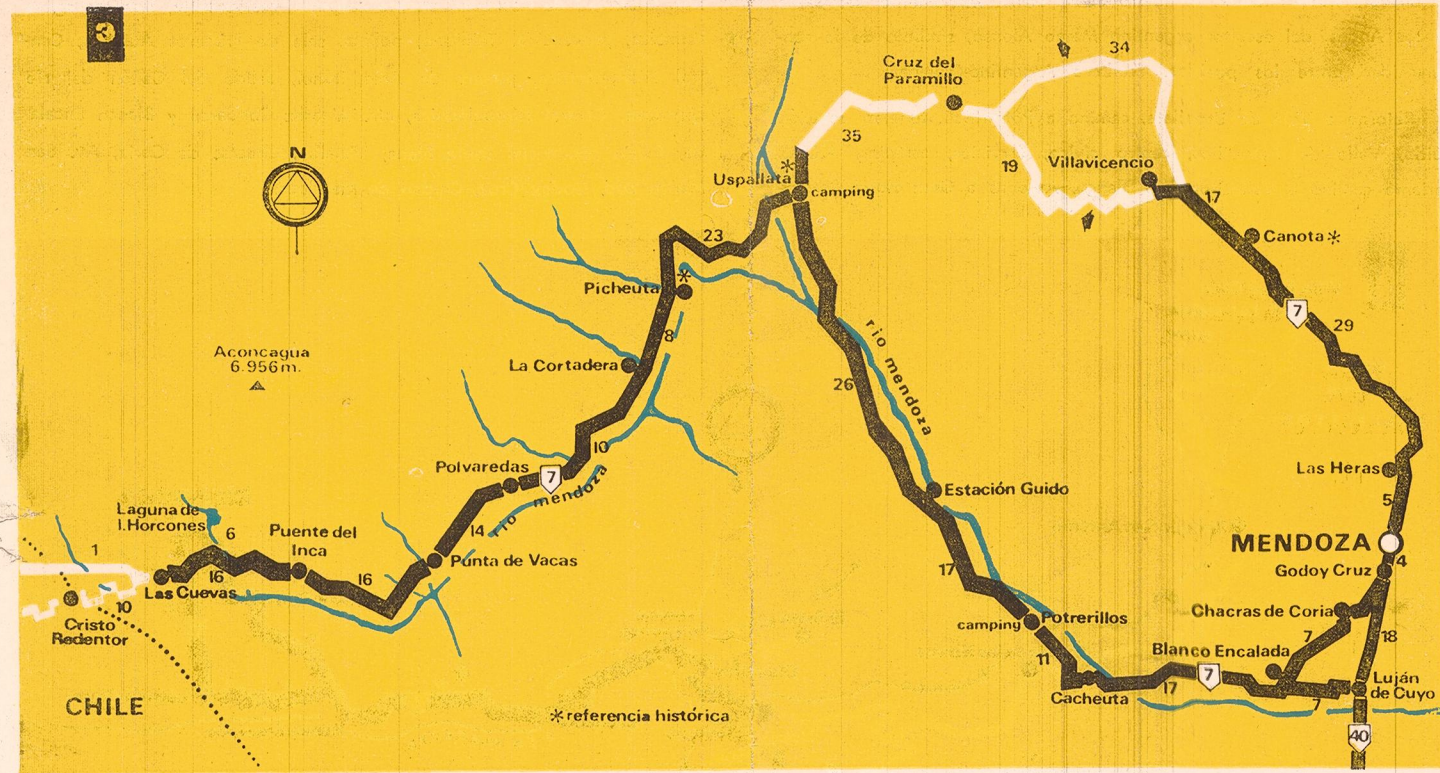 3
N
Aconcagua
6.956m.
Cruz del
Paramillo
34
35
19
Villavicencio
17
Canota*
7
29
Uspallata
*
camping
23
*
Picheuta
8
La Cortadera
10
26
rio mendoza
Polvaredas
7
rio mendoza
14
Punta de Vacas
Laguna de
l.Horcones
6
Puente del
Inca
1
16
16
Las Cuevas
10
Cristo
Redentor
CHILE
Estación Guido
17
Potrerillos
camping
11
Cacheuta
17
7
Blanco Encalada
Las Heras
5
MENDOZA
4
Godoy Cruz
Chacras de Coria
7
18
Luján
de Cuyo
7
40
*referencia histórica